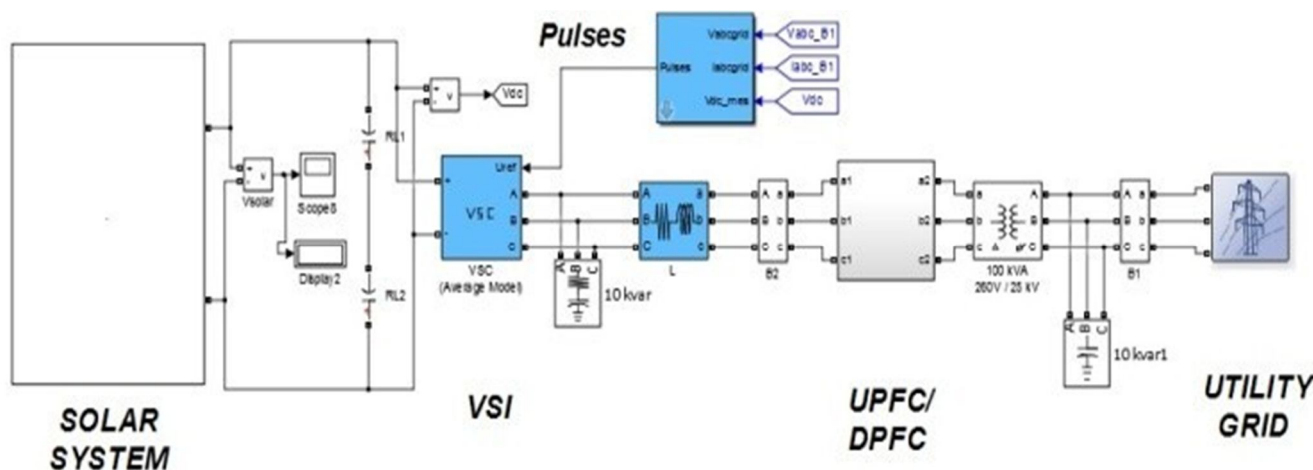 Pulses
Vabcgrid
Iabcgrid
Vdc_mes
Pulses
Vabc_B1
Iabc_B1
Vdc
+
-
v
Vdc
RL1
RL2
+
-
v
Vsolar
Scope8
Display2
Uref
+
-
VSC
A
B
C
VSC
(Average Model)
A B C
10 kvar
A
B
C
a
b
c
L
A
B
C
a
b
c
B2
a1
b1
c1
a2
b2
c2
a
b
c
A
B
C
100 kVA
260V / 25 kV
A
B
C
a
b
c
B1
A B C
10 kvar1
SOLAR
SYSTEM
VSI
UPFC/
DPFC
UTILITY
GRID